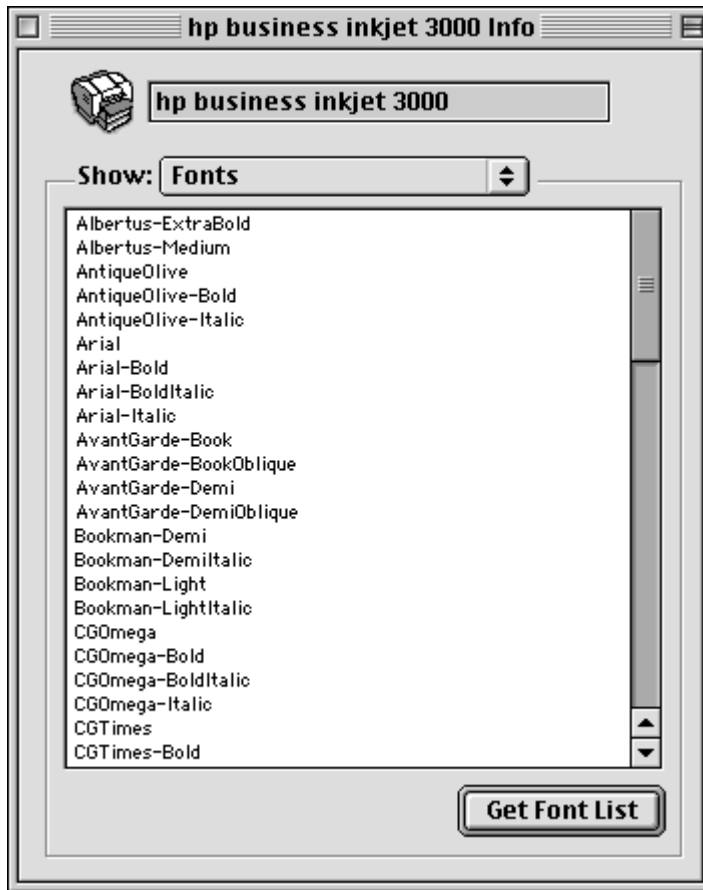 hp business inkjet 3000 Info
hp business inkjet 3000
Show: Fonts
Albertus-ExtraBold
Albertus-Medium
AntiqueOlive
AntiqueOlive-Bold
AntiqueOlive-Italic
Arial
Arial-Bold
Arial-BoldItalic
Arial-Italic
AvantGarde-Book
AvantGarde-BookOblique
AvantGarde-Demi
AvantGarde-DemiOblique
Bookman-Demi
Bookman-DemiItalic
Bookman-Light
Bookman-LightItalic
CGOmega
CGOmega-Bold
CGOmega-BoldItalic
CGOmega-Italic
CGTimes
CGTimes-Bold
Get Font List